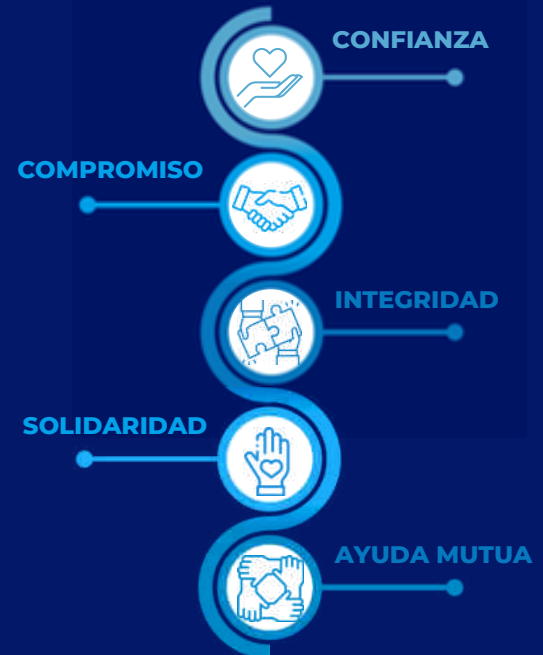 CONFIANZA
COMPROMISO
INTEGRIDAD
SOLIDARIDAD
AYUDA MUTUA